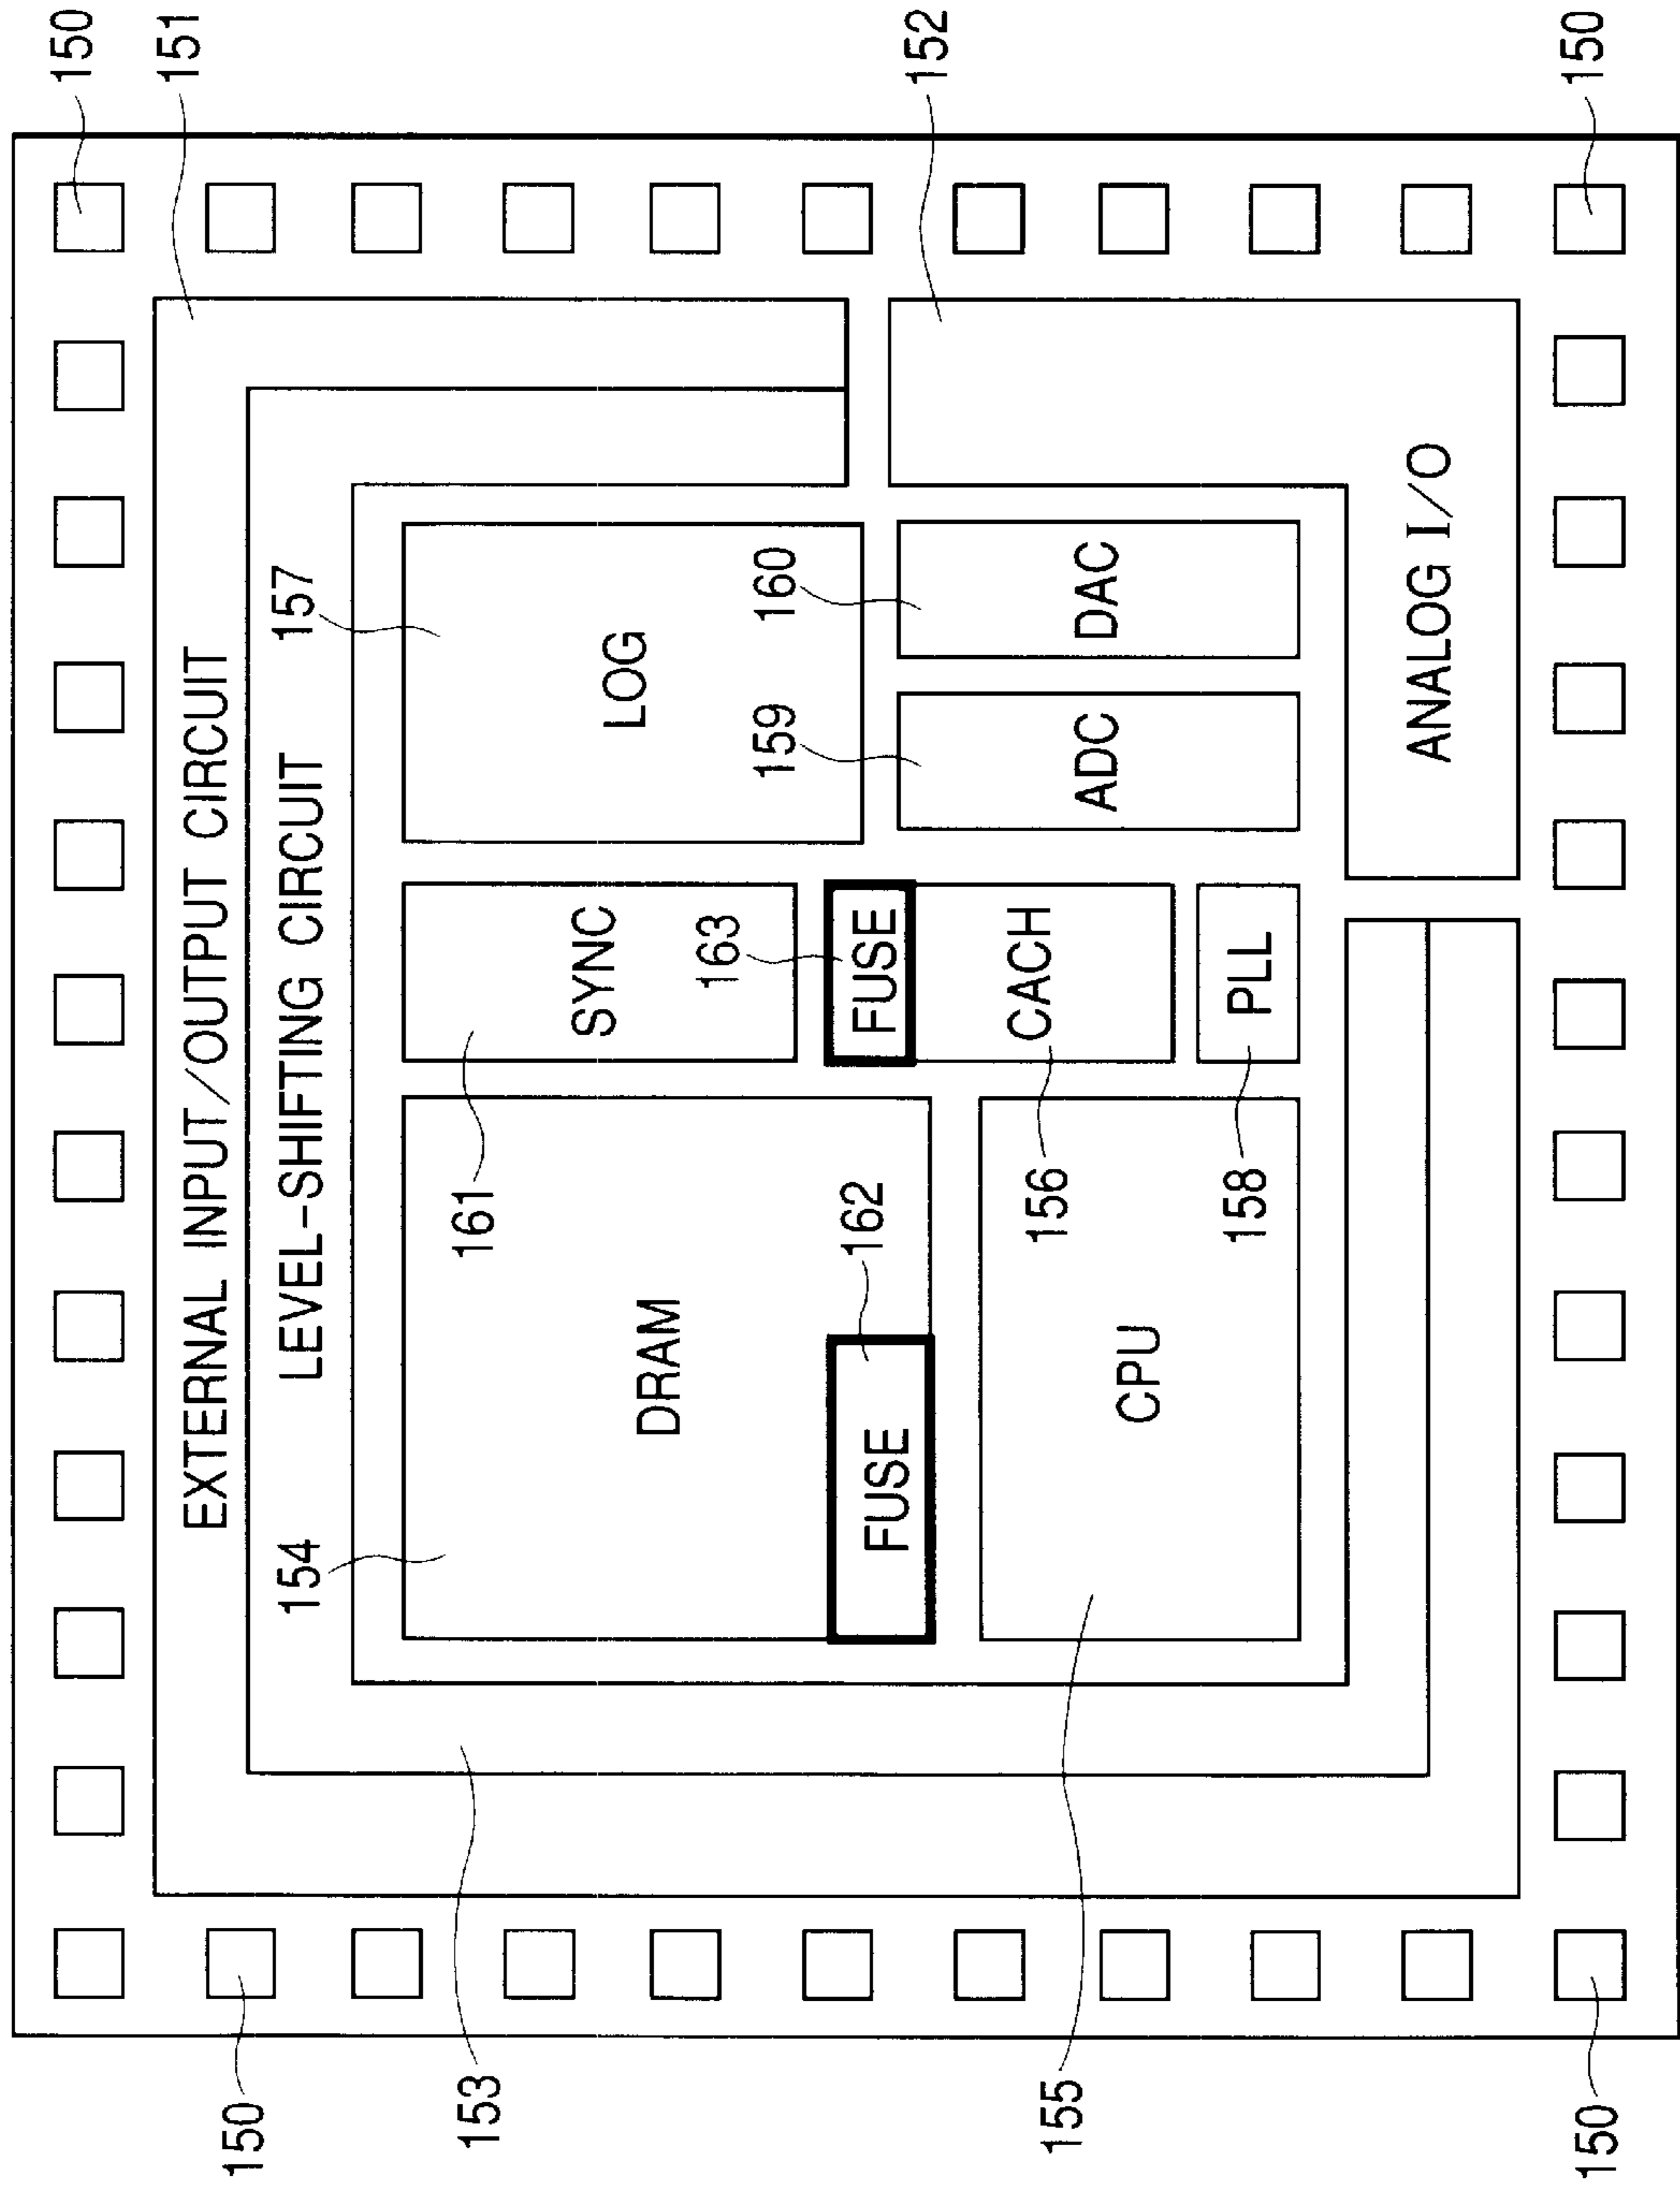 150
151
EXTERNAL INPUT/OUTPUT CIRCUIT
150
154
LEVEL-SHIFTING CIRCUIT
157
153
161
DRAM
SYNC
LOG
163
159
160
162
FUSE
FUSE
152
155
156
CACH
ADC
DAC
CPU
158
PLL
ANALOG I/O
150
150